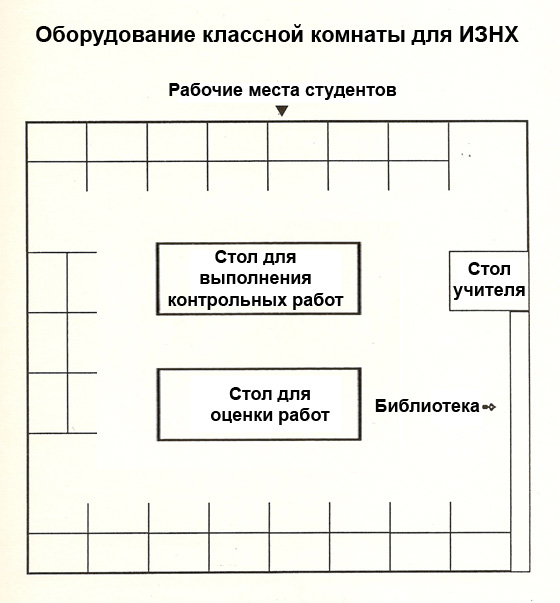 Оборудование классной комнаты для ИЗНХ
Рабочие места студентов
Стол для
выполнения
контрольных работ
Стол
учителя
Стол для
оценки работ
Библиотека